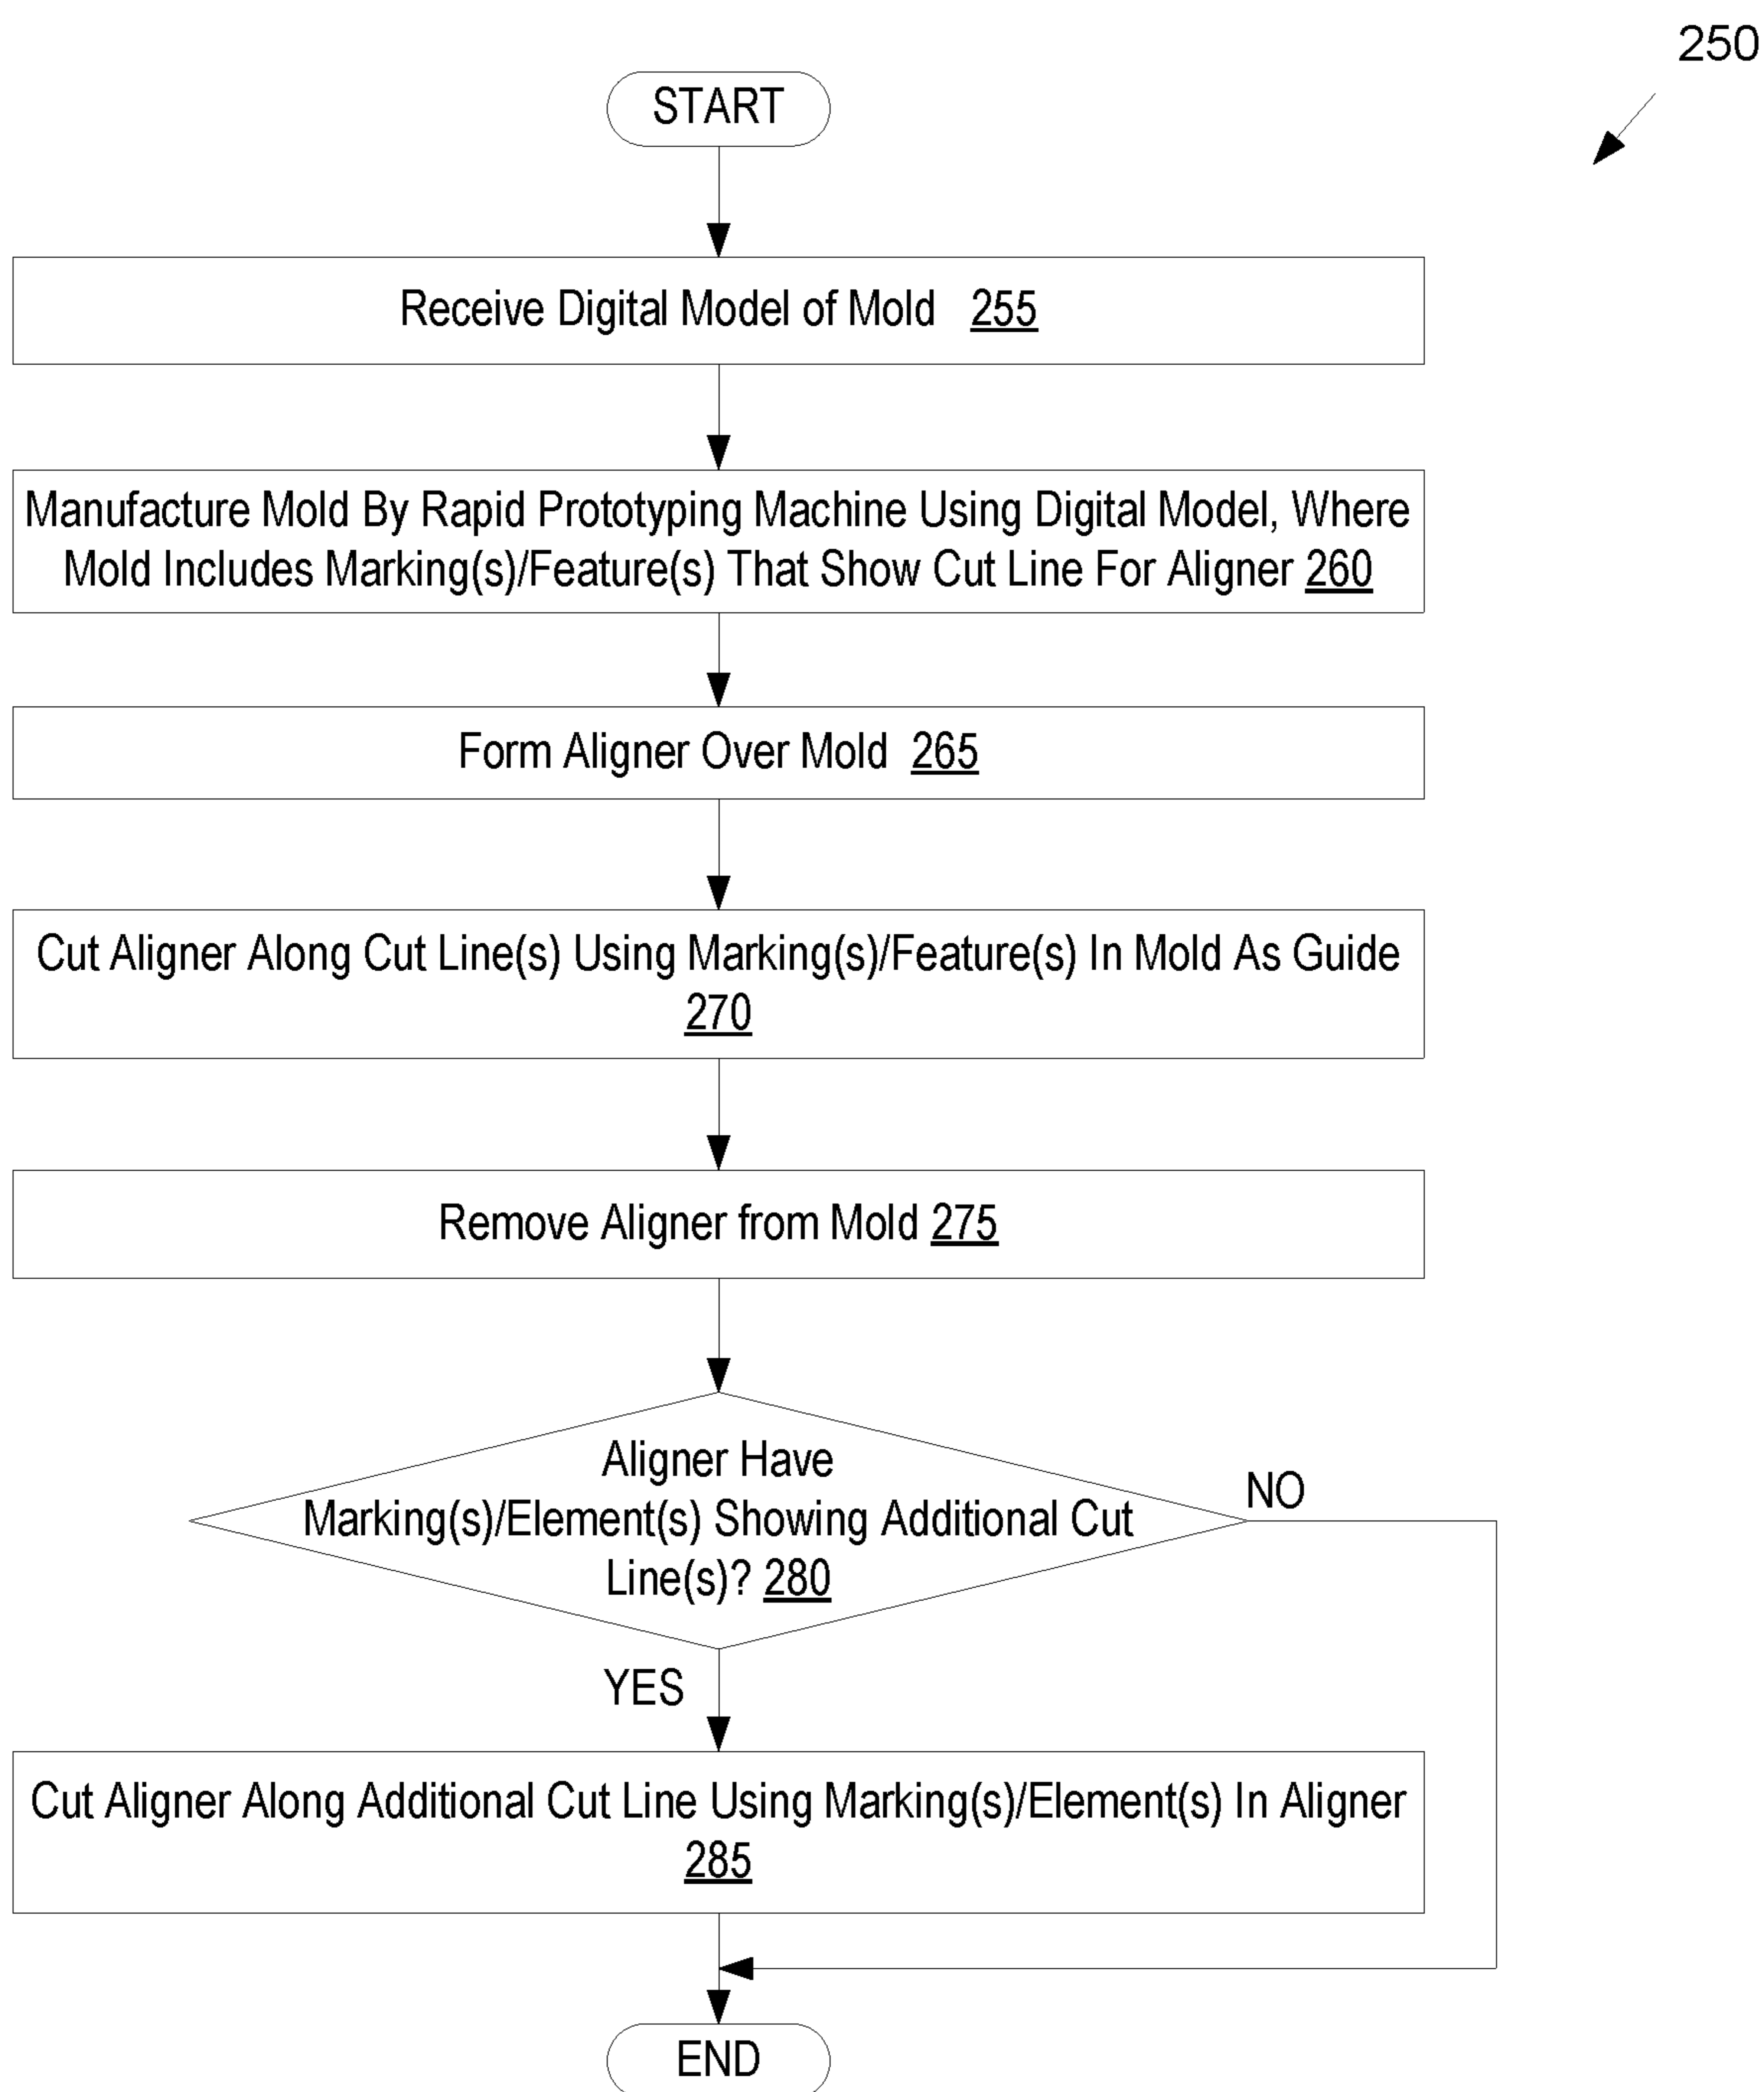 250
START
Receive Digital Model of Mold 255
Manufacture Mold By Rapid Prototyping Machine Using Digital Model, Where
Mold Includes Marking(s)/Feature(s) That Show Cut Line For Aligner 260
Form Aligner Over Mold 265
Cut Aligner Along Cut Line(s) Using Marking(s)/Feature(s) In Mold As Guide
270
Remove Aligner from Mold 275
Aligner Have
Marking(s)/Element(s) Showing Additional Cut
Line(s)? 280
NO
YES
Cut Aligner Along Additional Cut Line Using Marking(s)/Element(s) In Aligner
285
END